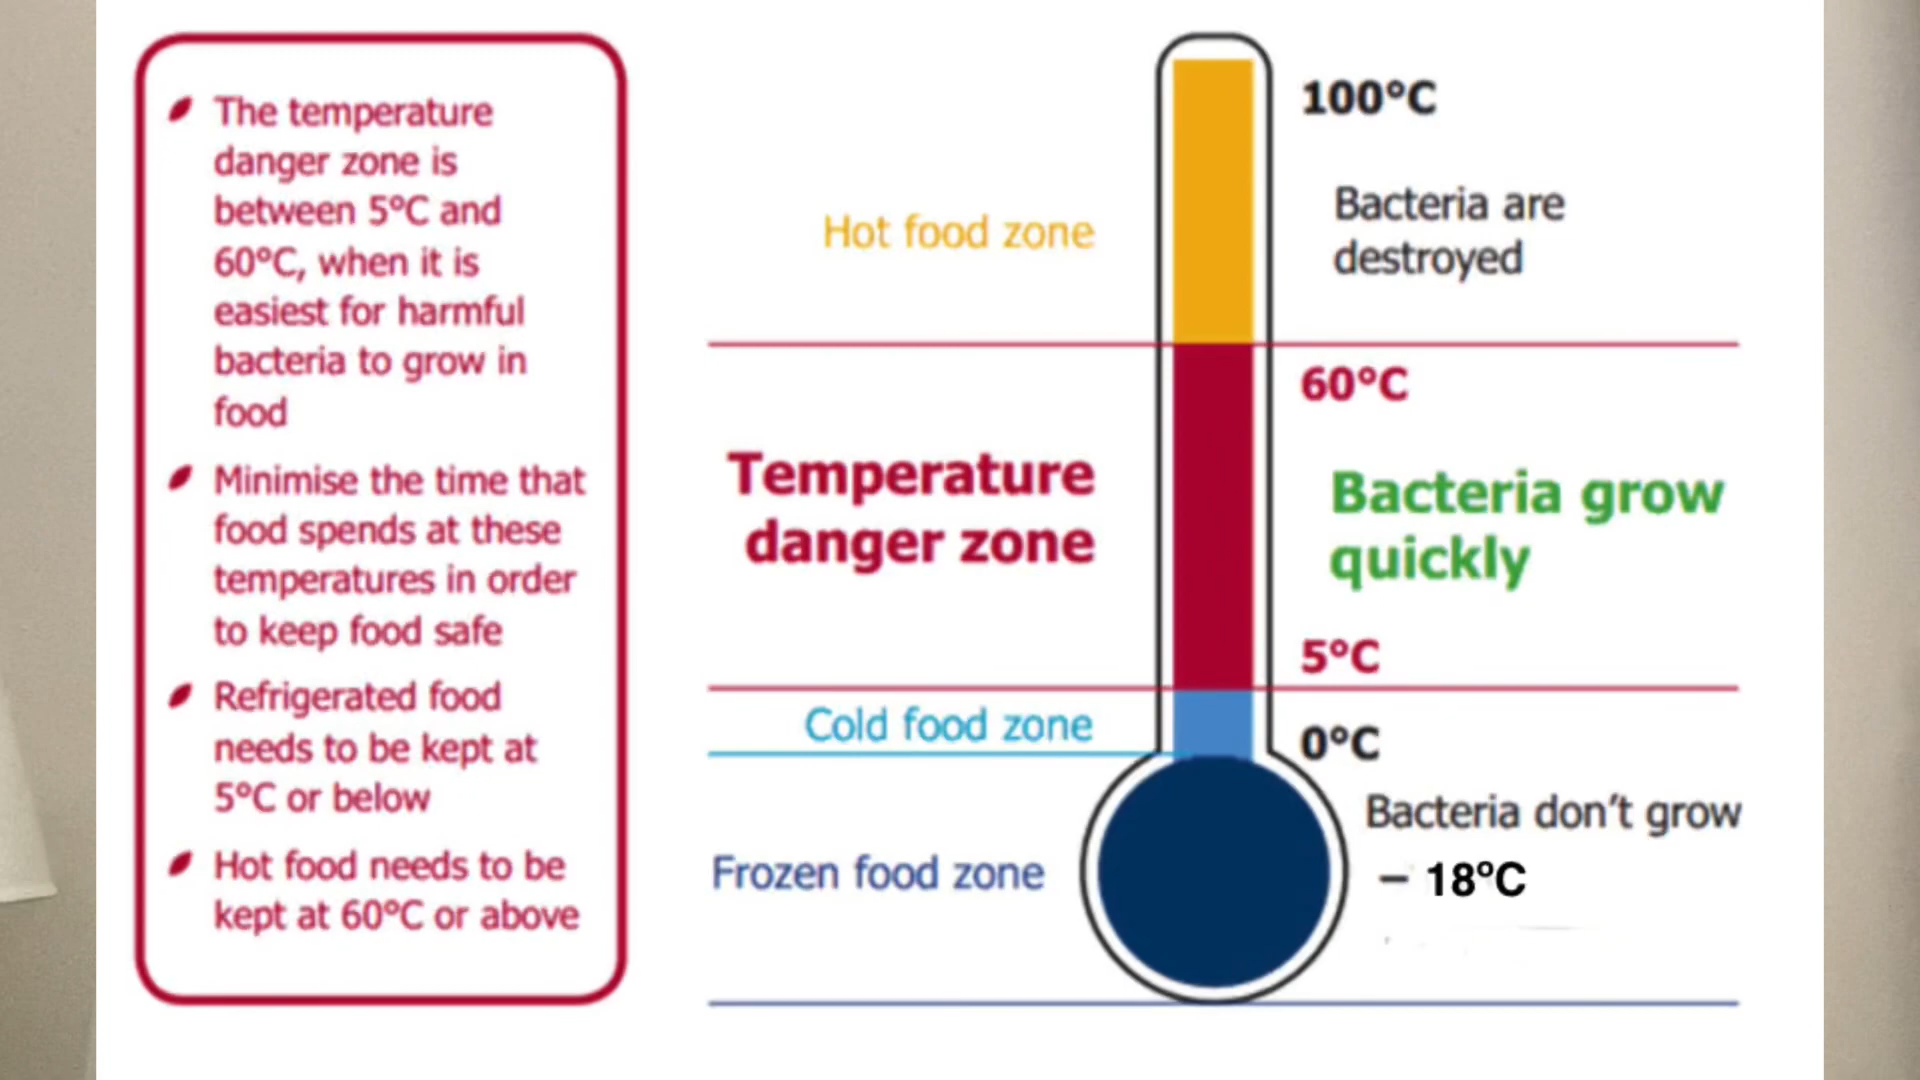 The temperature
danger zone is
between 5°C and
60°C, when it is
easiest for harmful
bacteria to grow in
food
Minimise the time that
food spends at these
temperatures in order
to keep food safe
Refrigerated food
needs to be kept at
5°C or below
Hot food needs to be
kept at 60°C or above
100°C
Hot food zone
Bacteria are
destroyed
60°C
Temperature
danger zone
Bacteria grow
quickly
5°C
Cold food zone
0°C
Bacteria don’t grow
Frozen food zone
– 18°C